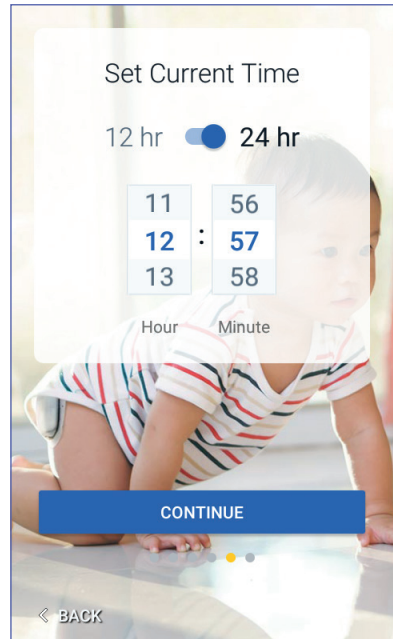 Set Current Time
12 hr 24 hr
11 56
12 : 57
13 58
Hour Minute
CONTINUE
BACK